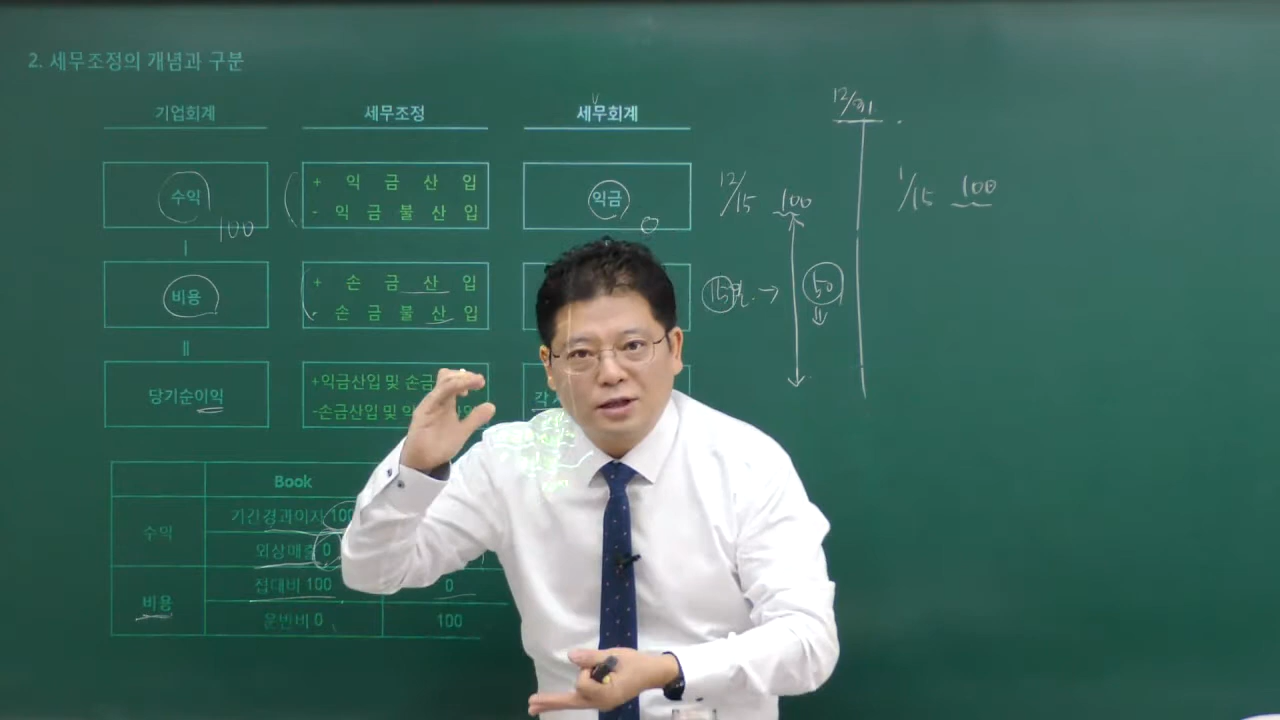 2. 세무조정의 개념과 구분
기업회계 세무조정 세무회계
12/31
수익 + 익 금 산 입
- 익 금 불 산 입 익금
100 0
12/15 100 1/15 100
비용 + 손 금 산 입
- 손 금 불 산 입
15일 → 50
당기순이익 +익금산입 및 손금
-손금산입 및 익
각
Book
수익 기간경과이자 100
외상매출 0
비용 접대비 100 0
운반비 0 100